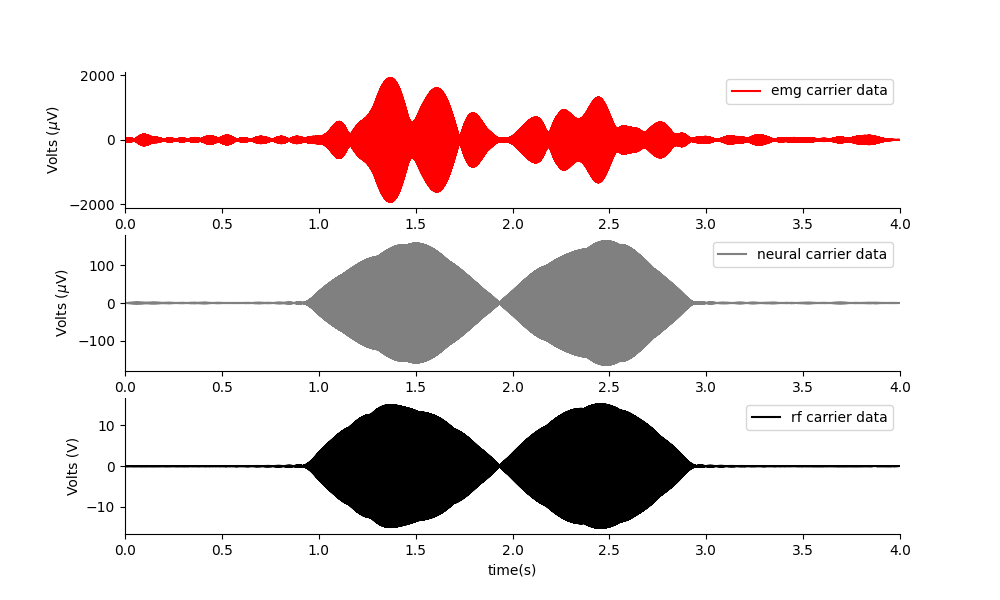 2000
0
−2000
Volts (μV)
emg carrier data
0.0 0.5 1.0 1.5 2.0 2.5 3.0 3.5 4.0
100
0
−100
Volts (μV)
neural carrier data
0.0 0.5 1.0 1.5 2.0 2.5 3.0 3.5 4.0
10
0
−10
Volts (V)
rf carrier data
0.0 0.5 1.0 1.5 2.0 2.5 3.0 3.5 4.0
time(s)